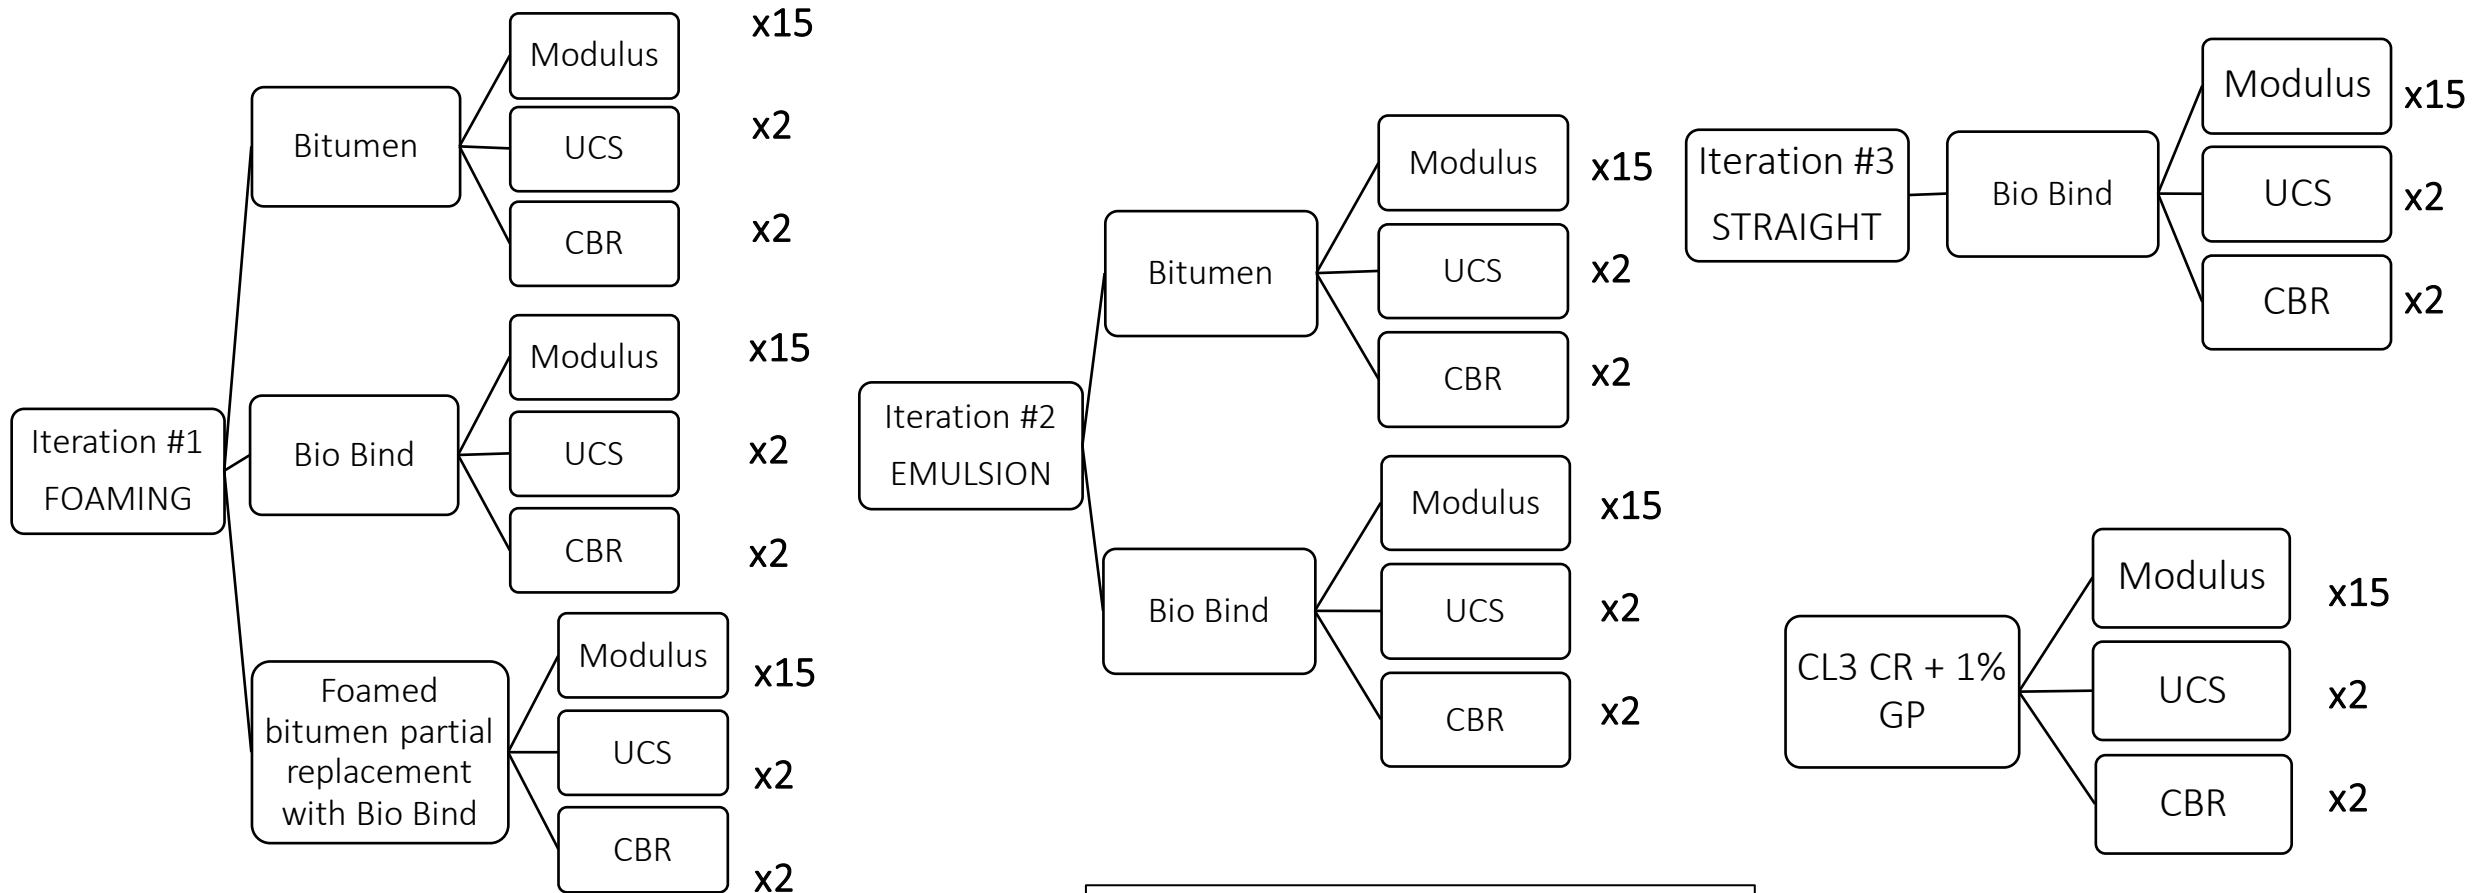 Iteration #1
FOAMING
Bitumen
Modulus
x15
UCS
x2
CBR
x2
Bio Bind
Modulus
x15
UCS
x2
CBR
x2
Foamed
bitumen partial
replacement
with Bio Bind
Modulus
x15
UCS
x2
CBR
x2
Iteration #2
EMULSION
Bitumen
Modulus
x15
UCS
x2
CBR
x2
Bio Bind
Modulus
x15
UCS
x2
CBR
x2
Iteration #3
STRAIGHT
Bio Bind
Modulus
x15
UCS
x2
CBR
x2
CL3 CR + 1%
GP
Modulus
x15
UCS
x2
CBR
x2